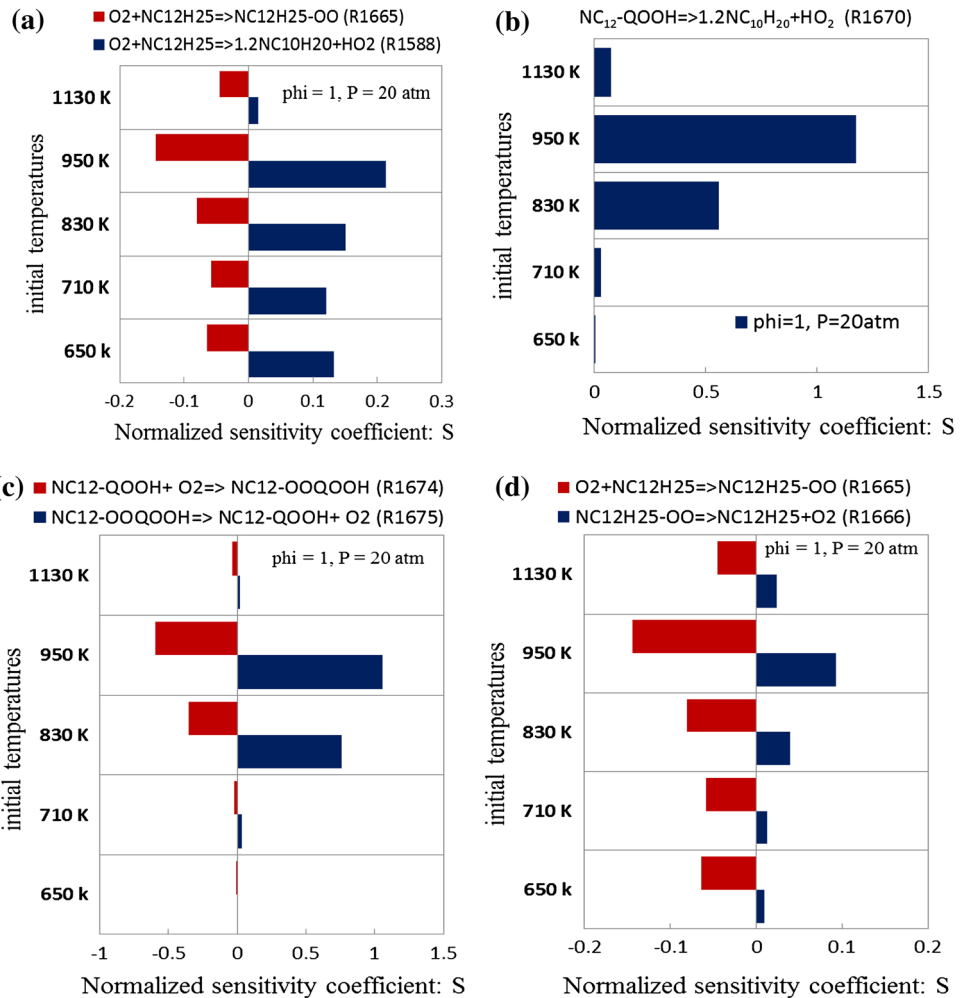 (a)
O2+NC12H25=>NC12H25-OO (R1665)
O2+NC12H25=>1.2NC10H20+HO2 (R1588)
phi = 1, P = 20 atm
initial temperatures
1130 K
950 K
830 K
710 K
650 k
-0.2 -0.1 0 0.1 0.2 0.3
Normalized sensitivity coefficient: S
(b)
NC12-QOOH=>1.2NC10H20+HO2 (R1670)
initial temperatures
1130 K
950 K
830 K
710 K
650 k
phi=1, P=20atm
0 0.5 1 1.5
Normalized sensitivity coefficient: S
(c)
NC12-QOOH+ O2=> NC12-OOQOOH (R1674)
NC12-OOQOOH=> NC12-QOOH+ O2 (R1675)
phi = 1, P = 20 atm
initial temperatures
1130 K
950 K
830 K
710 K
650 k
-1 -0.5 0 0.5 1 1.5
Normalized sensitivity coefficient: S
(d)
O2+NC12H25=>NC12H25-OO (R1665)
NC12H25-OO=>NC12H25+O2 (R1666)
phi = 1, P = 20 atm
initial temperatures
1130 K
950 K
830 K
710 K
650 k
-0.2 -0.1 0 0.1 0.2
Normalized sensitivity coefficient: S